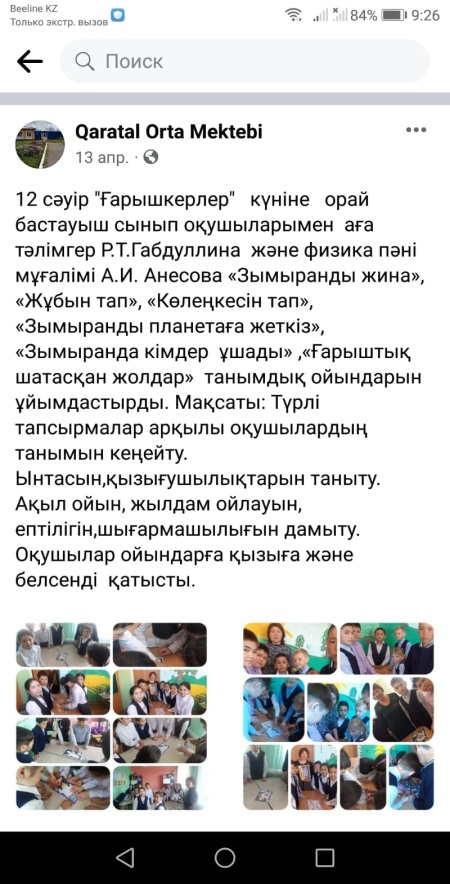 Beeline KZ
Только экстр. вызов
84%
9:26
Поиск
Qaratal Orta Mektebi
13 апр. ·
12 сәуір "Ғарышкерлер" күніне орай
бастауыш сынып оқушыларымен аға
тәлімгер Р.Т.Габдуллина және физика пәні
мұғалімі А.И. Анесова «Зымыранды жина»,
«Жұбын тап», «Көлеңкесін тап»,
«Зымыранды планетаға жеткіз»,
«Зымыранда кімдер ұшады» ,«Ғарыштық
шатасқан жолдар» танымдық ойындарын
ұйымдастырды. Мақсаты: Түрлі
тапсырмалар арқылы оқушылардың
танымын кеңейту.
Ынтасын,қызығушылықтарын таныту.
Ақыл ойын, жылдам ойлауын,
ептілігін,шығармашылығын дамыту.
Оқушылар ойындарға қызыға және
белсенді қатысты.